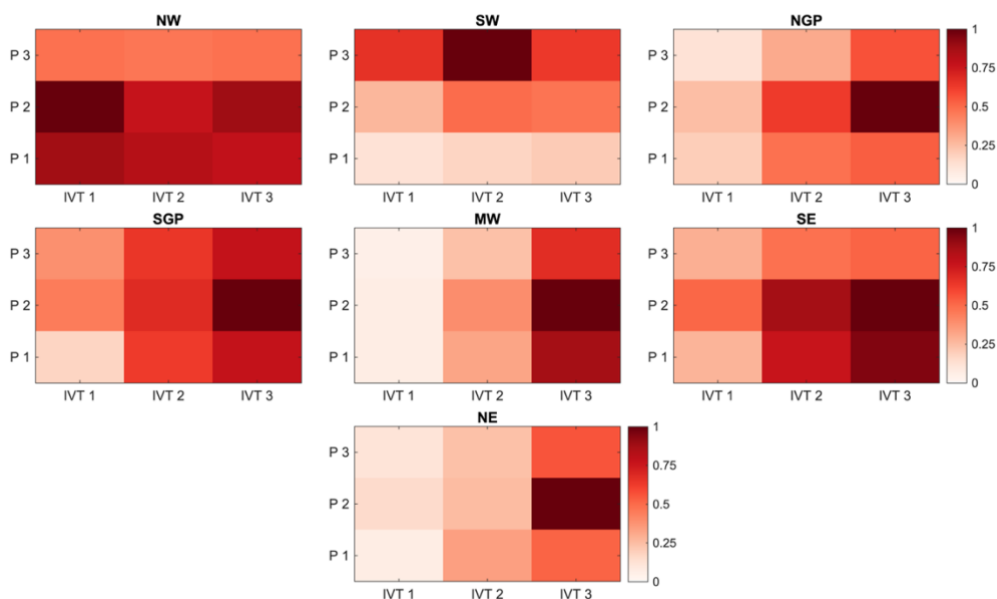 NW SW NGP
P 3 P 3 P 3 1
0.75
P 2 P 2 P 2 0.5
0.25
P 1 P 1 P 1 0
IVT 1 IVT 2 IVT 3 IVT 1 IVT 2 IVT 3 IVT 1 IVT 2 IVT 3
SGP MW SE
P 3 P 3 P 3 1
0.75
P 2 P 2 P 2 0.5
0.25
P 1 P 1 P 1 0
IVT 1 IVT 2 IVT 3 IVT 1 IVT 2 IVT 3 IVT 1 IVT 2 IVT 3
NE
P 3 1
0.75
P 2 0.5
0.25
P 1 0
IVT 1 IVT 2 IVT 3